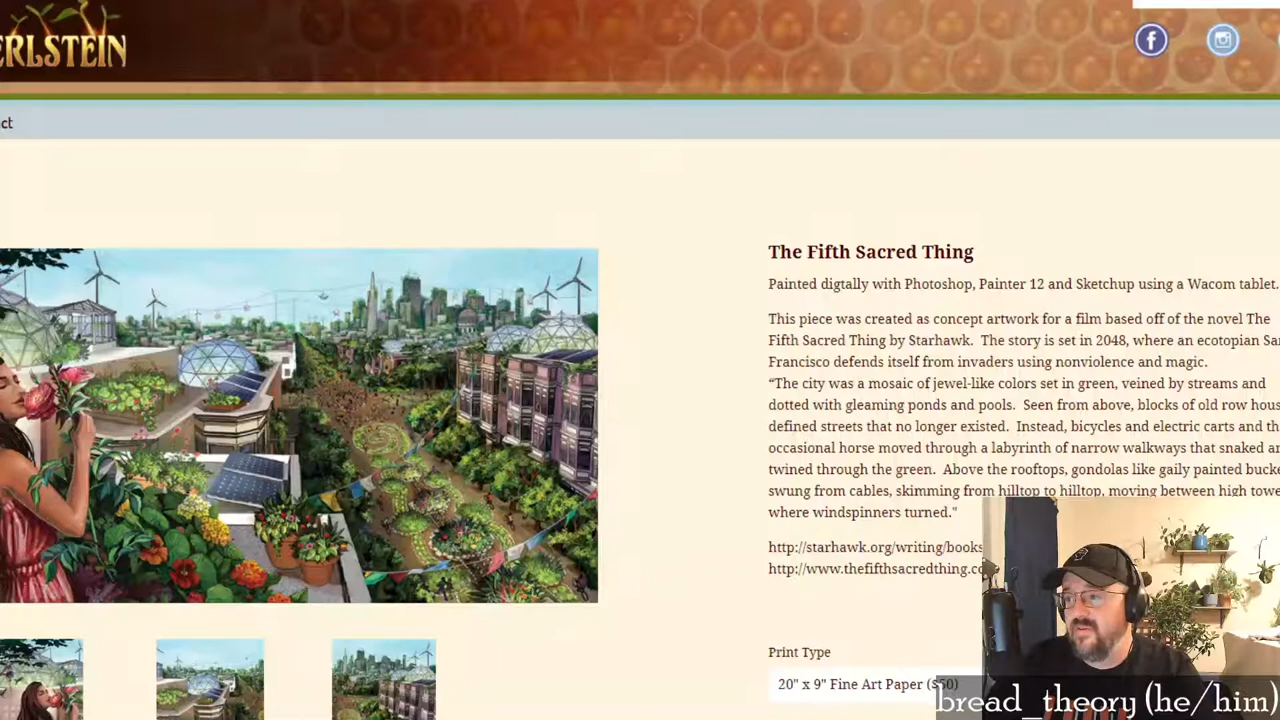 ERLSTEIN
ct
The Fifth Sacred Thing
Painted digtally with Photoshop, Painter 12 and Sketchup using a Wacom tablet.
This piece was created as concept artwork for a film based off of the novel The
Fifth Sacred Thing by Starhawk. The story is set in 2048, where an ecotopian Sa
Francisco defends itself from invaders using nonviolence and magic.
“The city was a mosaic of jewel-like colors set in green, veined by streams and
dotted with gleaming ponds and pools. Seen from above, blocks of old row hous
defined streets that no longer existed. Instead, bicycles and electric carts and th
occasional horse moved through a labyrinth of narrow walkways that snaked a
twined through the green. Above the rooftops, gondolas like gaily painted bucke
swung from cables, skimming from hilltop to hilltop, moving between high towe
where windspinners turned."
http://starhawk.org/writing/books
http://www.thefifthsacredthing.co
Print Type
20" x 9" Fine Art Paper ($50)
bread_theory (he/him)